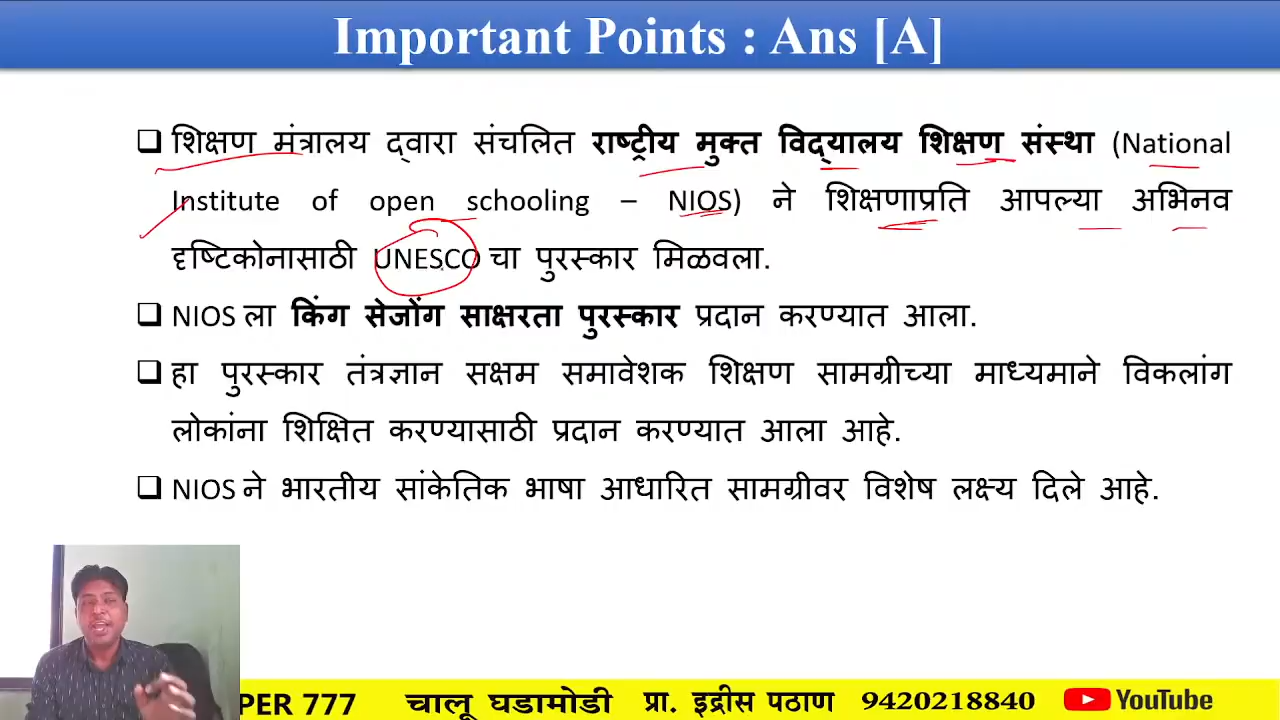 Important Points : Ans [A]
❑ शिक्षण मंत्रालय द्वारा संचलित राष्ट्रीय मुक्त विद्यालय शिक्षण संस्था (National
Institute of open schooling – NIOS) ने शिक्षणाप्रति आपल्या अभिनव
दृष्टिकोनासाठी UNESCO चा पुरस्कार मिळवला.
❑ NIOS ला किंग सेजोंग साक्षरता पुरस्कार प्रदान करण्यात आला.
❑ हा पुरस्कार तंत्रज्ञान सक्षम समावेशक शिक्षण सामग्रीच्या माध्यमाने विकलांग
लोकांना शिक्षित करण्यासाठी प्रदान करण्यात आला आहे.
❑ NIOS ने भारतीय सांकेतिक भाषा आधारित सामग्रीवर विशेष लक्ष्य दिले आहे.
PER 777 चालू घडामोडी प्रा. इद्रीस पठाण 9420218840 YouTube